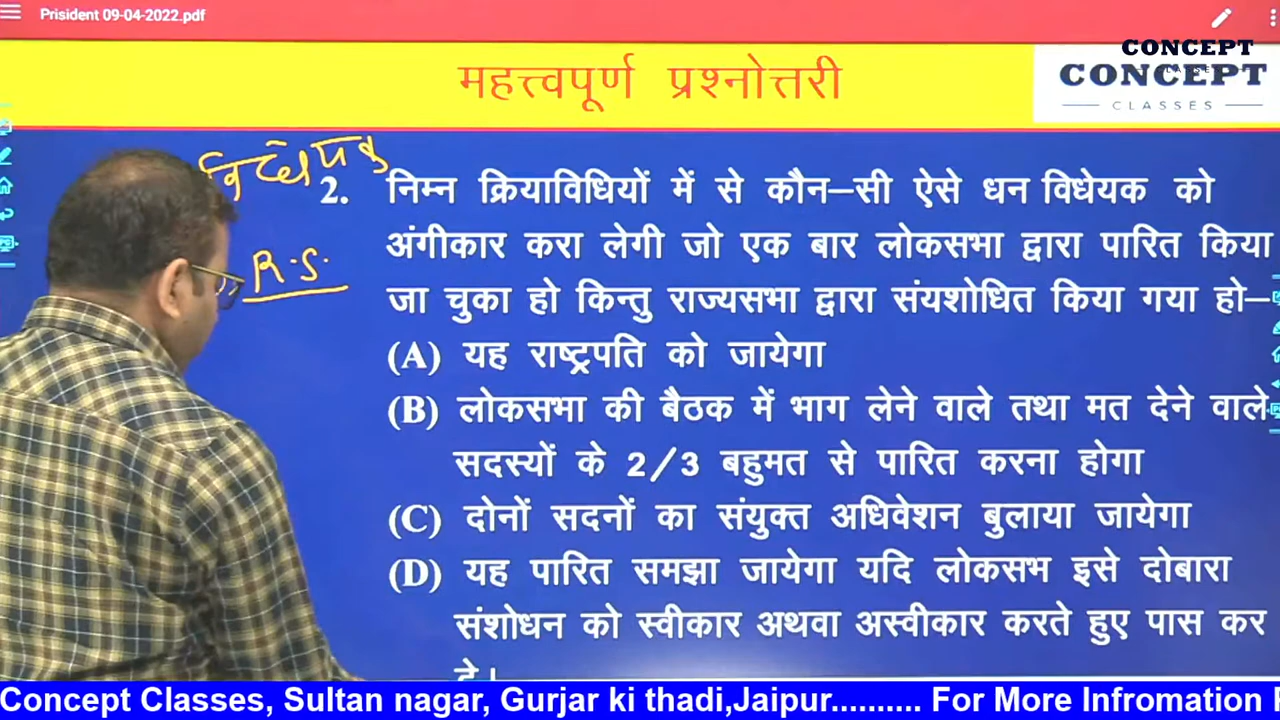 Prisident 09-04-2022.pdf
CONCEPT
CONCEPT
CLASSES
महत्त्वपूर्ण प्रश्नोत्तरी
विधेयक
R.S.
2. निम्न क्रियाविधियों में से कौन–सी ऐसे धन विधेयक को
अंगीकार करा लेगी जो एक बार लोकसभा द्वारा पारित किया
जा चुका हो किन्तु राज्यसभा द्वारा संयशोधित किया गया हो–
(A) यह राष्ट्रपति को जायेगा
(B) लोकसभा की बैठक में भाग लेने वाले तथा मत देने वाले
सदस्यों के 2/3 बहुमत से पारित करना होगा
(C) दोनों सदनों का संयुक्त अधिवेशन बुलाया जायेगा
(D) यह पारित समझा जायेगा यदि लोकसभ इसे दोबारा
संशोधन को स्वीकार अथवा अस्वीकार करते हुए पास कर
दे।
Concept Classes, Sultan nagar, Gurjar ki thadi,Jaipur.......... For More Infromation